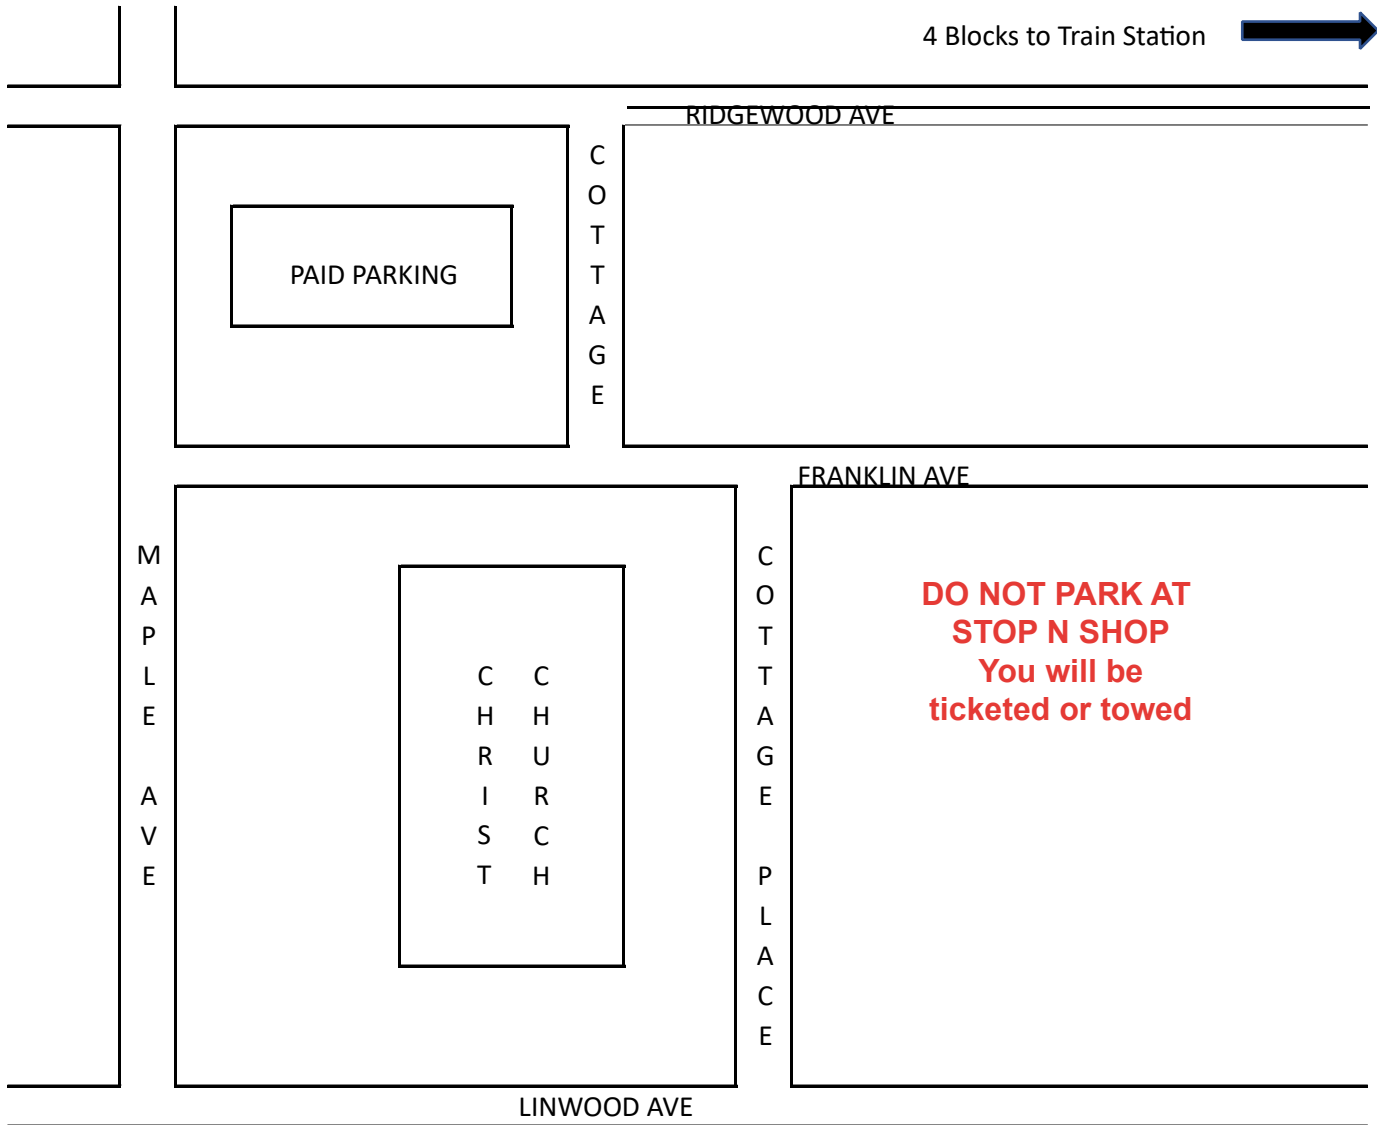 4 Blocks to Train Station
RIDGEWOOD AVE
COTTAGE
PAID PARKING
FRANKLIN AVE
MAPLE AVE
CHRIST
CHURCH
COTTAGE PLACE
DO NOT PARK AT
STOP N SHOP
You will be
ticketed or towed
LINWOOD AVE